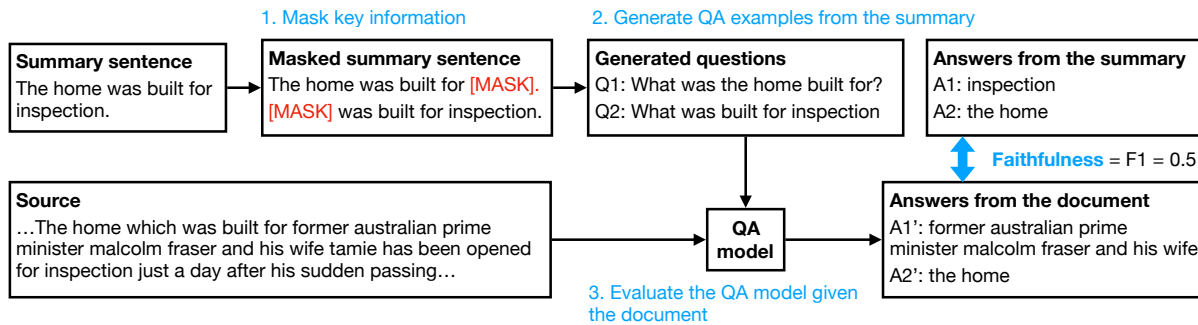 1. Mask key information
2. Generate QA examples from the summary
Summary sentence
The home was built for
inspection.
Masked summary sentence
The home was built for [MASK].
[MASK] was built for inspection.
Generated questions
Q1: What was the home built for?
Q2: What was built for inspection
Answers from the summary
A1: inspection
A2: the home
Faithfulness = F1 = 0.5
Source
…The home which was built for former australian prime
minister malcolm fraser and his wife tamie has been opened
for inspection just a day after his sudden passing…
QA
model
Answers from the document
A1': former australian prime
minister malcolm fraser and his wife
A2': the home
3. Evaluate the QA model given
the document